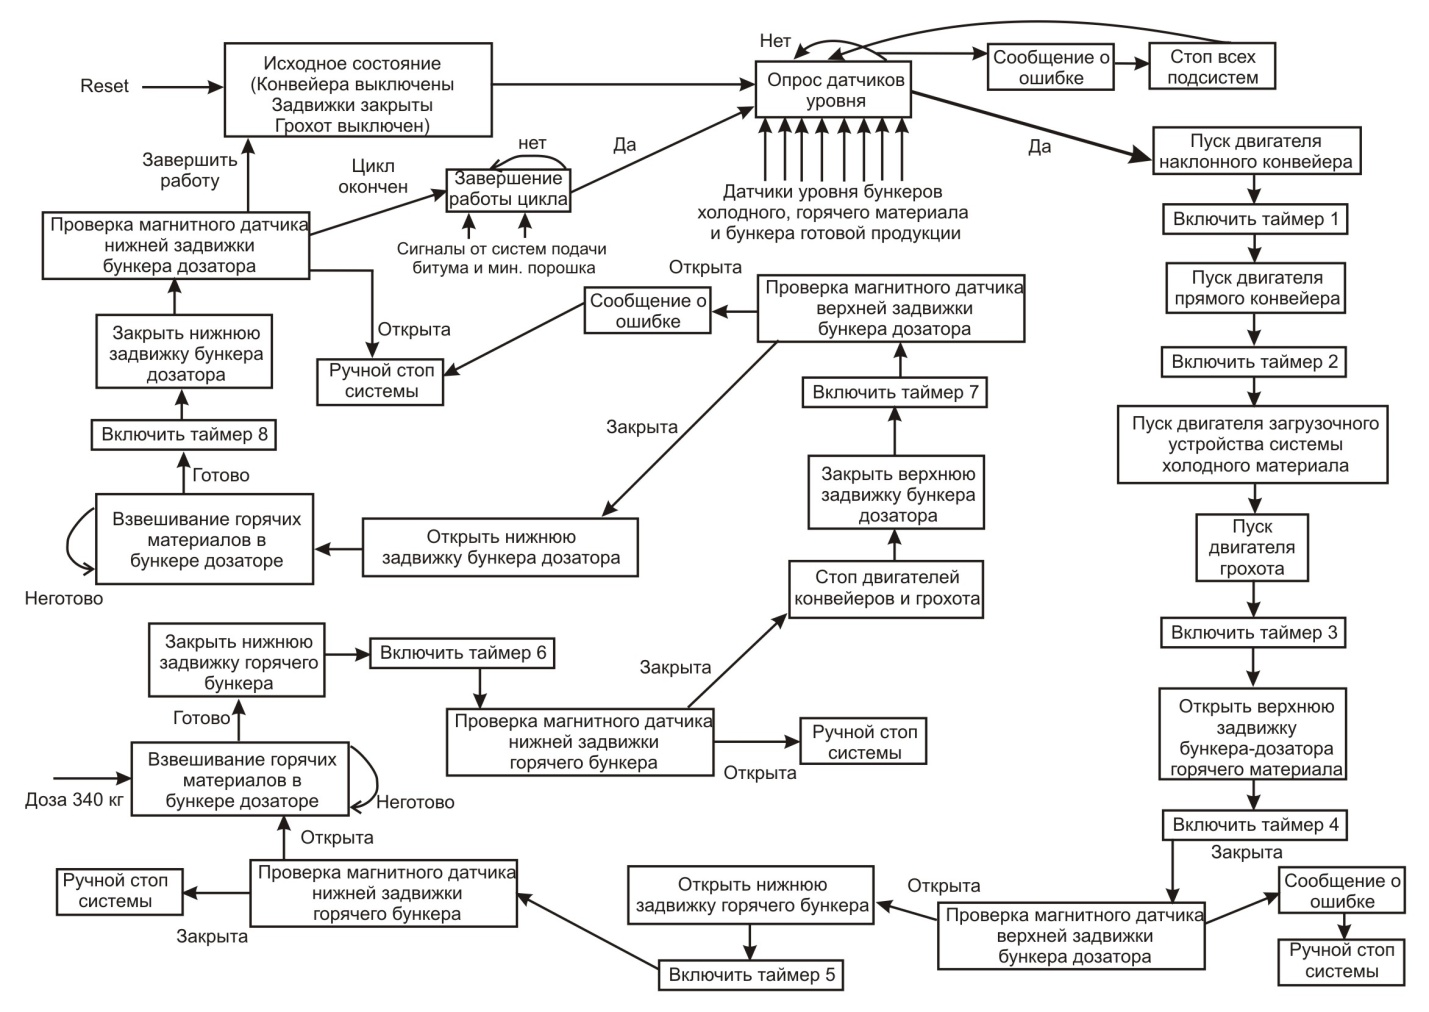 Reset
Исходное состояние
(Конвейера выключены
Задвижки закрыты
Грохот выключен)
Нет
Опрос датчиков
уровня
Сообщение о
ошибке
Стоп всех
подсистем
Да
Датчики уровня бункеров
холодного, горячего материала
и бункера готовой продукции
Завершить
работу
Цикл
окончен
нет
Завершение
работы цикла
Да
Сигналы от систем подачи
битума и мин. порошка
Проверка магнитного датчика
нижней задвижки
бункера дозатора
Открыта
Ручной стоп
системы
Закрыть нижнюю
задвижку бункера
дозатора
Включить таймер 8
Готово
Взвешивание горячих
материалов в
бункере дозаторе
Неготово
Открыть нижнюю
задвижку бункера дозатора
Закрыта
Сообщение о
ошибке
Открыта
Проверка магнитного датчика
верхней задвижки
бункера дозатора
Включить таймер 7
Закрыть верхнюю
задвижку бункера
дозатора
Стоп двигателей
конвейеров и грохота
Закрыта
Пуск двигателя
наклонного конвейера
Включить таймер 1
Пуск двигателя
прямого конвейера
Включить таймер 2
Пуск двигателя загрузочного
устройства системы
холодного материала
Пуск
двигателя
грохота
Включить таймер 3
Открыть верхнюю
задвижку
бункера-дозатора
горячего материала
Включить таймер 4
Закрыта
Сообщение о
ошибке
Ручной стоп
системы
Проверка магнитного датчика
верхней задвижки
бункера дозатора
Открыта
Открыть нижнюю
задвижку горячего бункера
Включить таймер 5
Проверка магнитного датчика
нижней задвижки
горячего бункера
Закрыта
Ручной стоп
системы
Открыта
Доза 340 кг
Взвешивание горячих
материалов в
бункере дозаторе
Неготово
Готово
Закрыть нижнюю
задвижку горячего
бункера
Включить таймер 6
Проверка магнитного датчика
нижней задвижки
горячего бункера
Открыта
Ручной стоп
системы